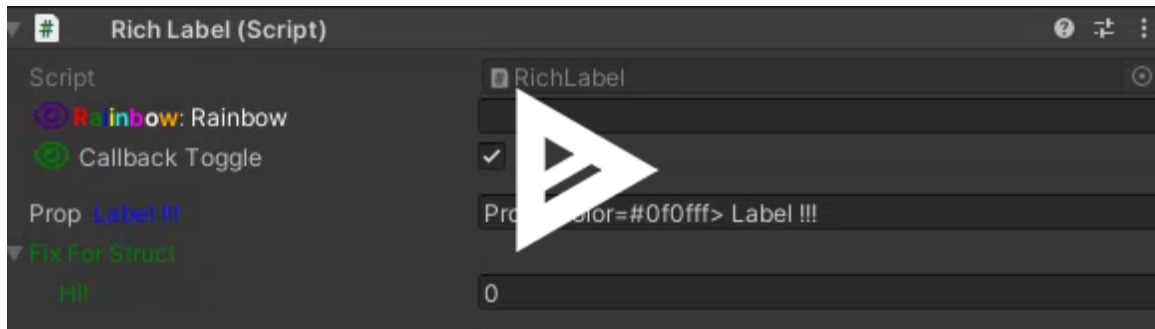 # Rich Label (Script)
Script RichLabel
Rainbow: Rainbow
Callback Toggle
Prop Label !!! Label !!!
Fix For Struct
HI! 0